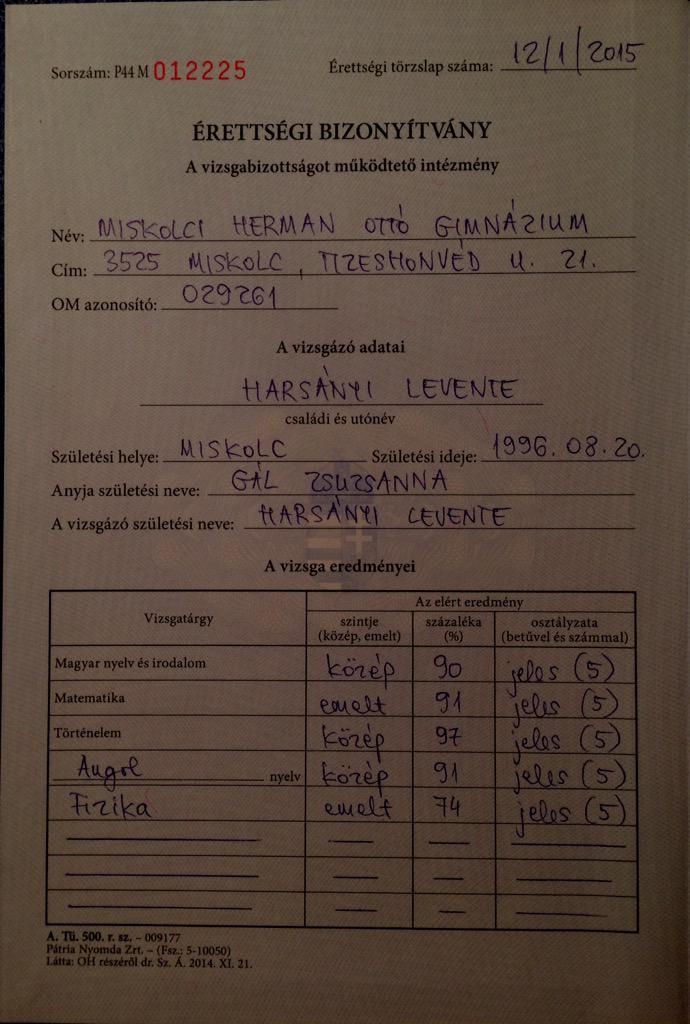 Sorszám: P44 M 012225 Érettségi törzslap száma: 12/1/2015
ÉRETTSÉGI BIZONYÍTVÁNY
A vizsgabizottságot működtető intézmény
Név: MISKOLCI HERMAN OTTÓ GIMNÁZIUM
Cím: 3525 MISKOLC, TIZESHONVÉD U. 21.
OM azonosító: 029261
A vizsgázó adatai
HARSÁNYI LEVENTE
családi és utónév
Születési helye: MISKOLC Születési ideje: 1996. 08. 20.
Anyja születési neve: GÁL ZSUZSANNA
A vizsgázó születési neve: HARSÁNYI LEVENTE
A vizsga eredményei
Vizsgatárgy Az elért eredmény
szintje százaléka osztályzata
(közép, emelt) (%) (betűvel és számmal)
Magyar nyelv és irodalom közép 90 jeles (5)
Matematika emelt 91 jeles (5)
Történelem közép 97 jeles (5)
Angol nyelv közép 91 jeles (5)
Fizika emelt 74 jeles (5)
A. Tü. 500. r. sz. – 009177
Pátria Nyomda Zrt. – (Fsz.: 5-10050)
Látta: OH részéről dr. Sz. Á. 2014. XI. 21.